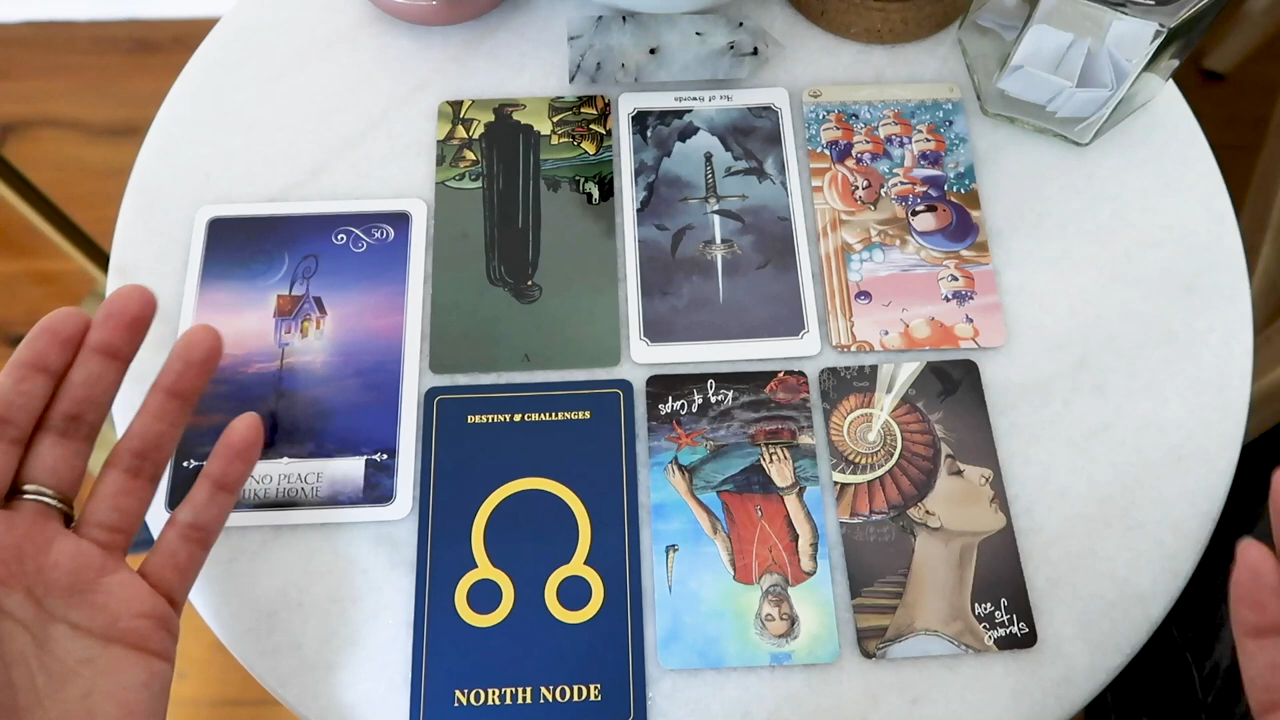 Ace of Swords
50
NO PLACE
LIKE HOME
V
DESTINY & CHALLENGES
NORTH NODE
King of Cups
Ace
of
Swords